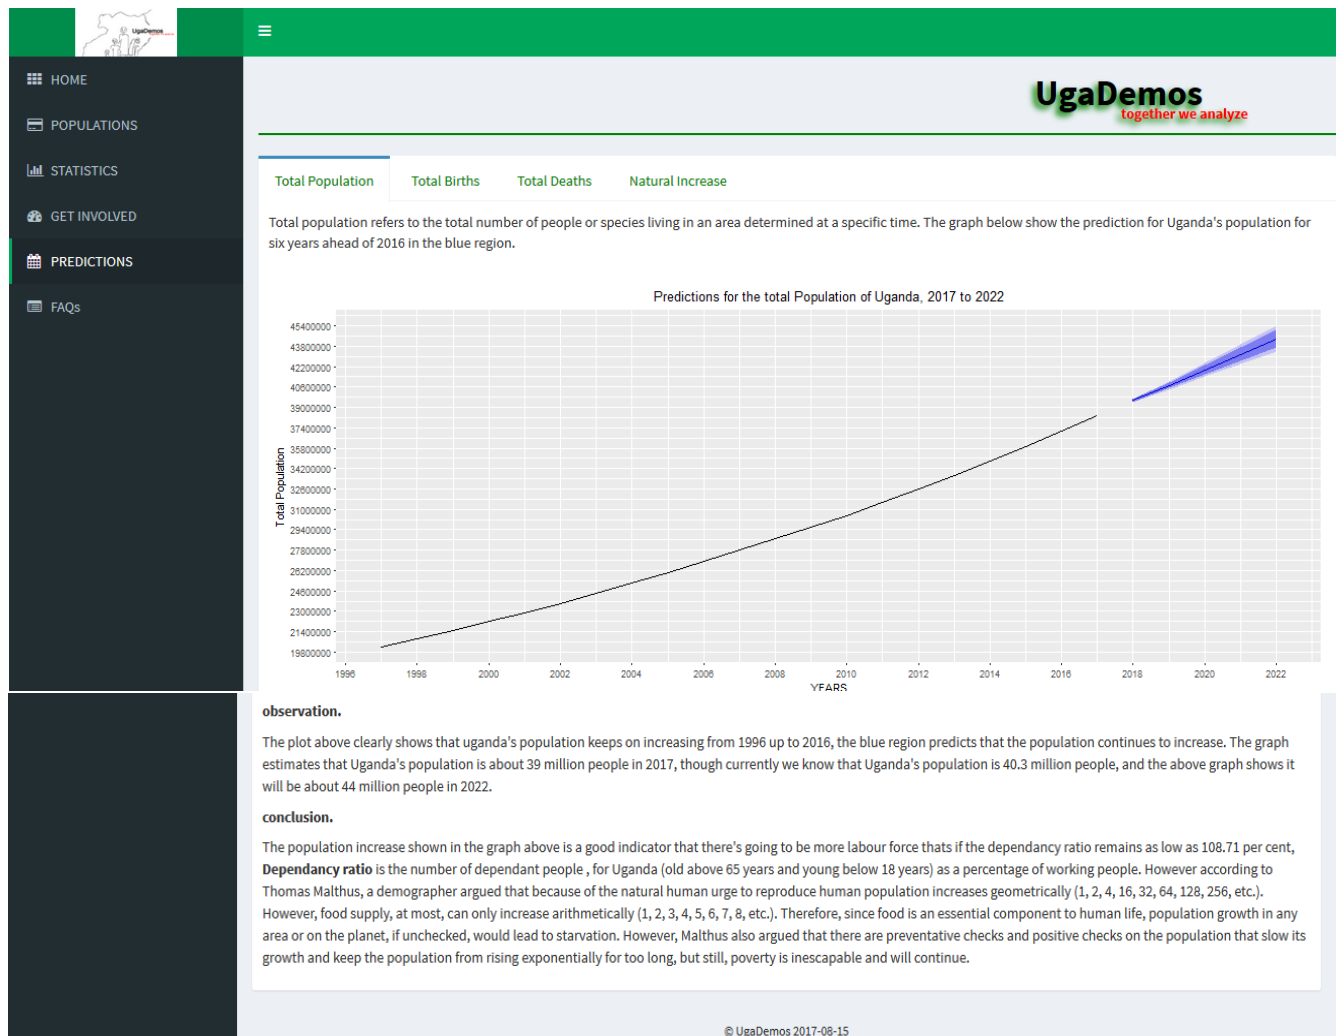 UgaDemos
HOME
POPULATIONS
STATISTICS
GET INVOLVED
PREDICTIONS
FAQs
UgaDemos
together we analyze
Total Population Total Births Total Deaths Natural Increase
Total population refers to the total number of people or species living in an area determined at a specific time. The graph below show the prediction for Uganda's population for
six years ahead of 2016 in the blue region.
Predictions for the total Population of Uganda, 2017 to 2022
45400000
43800000
42200000
40600000
39000000
37400000
35800000
34200000
32600000
31000000
29400000
27800000
26200000
24600000
23000000
21400000
19800000
Total Population
1996 1998 2000 2002 2004 2006 2008 2010 2012 2014 2016 2018 2020 2022
YEARS
observation.
The plot above clearly shows that uganda's population keeps on increasing from 1996 up to 2016, the blue region predicts that the population continues to increase. The graph
estimates that Uganda's population is about 39 million people in 2017, though currently we know that Uganda's population is 40.3 million people, and the above graph shows it
will be about 44 million people in 2022.
conclusion.
The population increase shown in the graph above is a good indicator that there's going to be more labour force thats if the dependancy ratio remains as low as 108.71 per cent,
Dependancy ratio is the number of dependant people , for Uganda (old above 65 years and young below 18 years) as a percentage of working people. However according to
Thomas Malthus, a demographer argued that because of the natural human urge to reproduce human population increases geometrically (1, 2, 4, 16, 32, 64, 128, 256, etc.).
However, food supply, at most, can only increase arithmetically (1, 2, 3, 4, 5, 6, 7, 8, etc.). Therefore, since food is an essential component to human life, population growth in any
area or on the planet, if unchecked, would lead to starvation. However, Malthus also argued that there are preventative checks and positive checks on the population that slow its
growth and keep the population from rising exponentially for too long, but still, poverty is inescapable and will continue.
© UgaDemos 2017-08-15